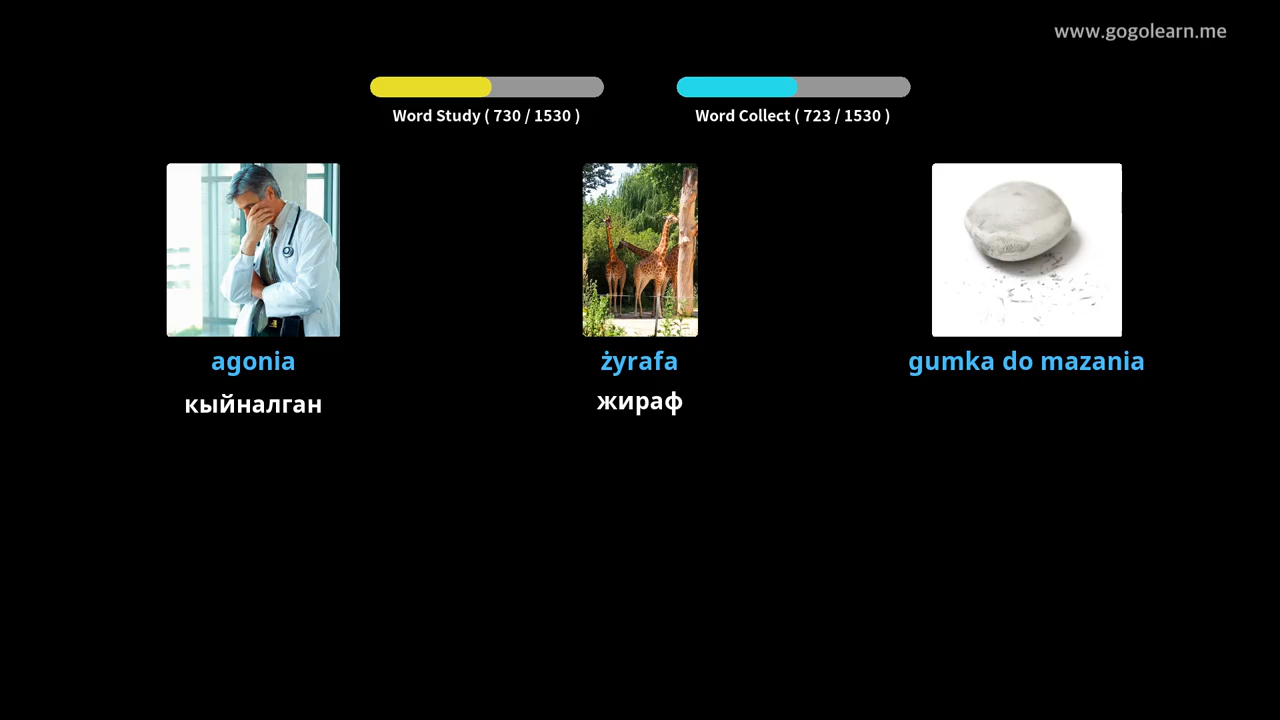 www.gogolearn.me
Word Study ( 730 / 1530 )
Word Collect ( 723 / 1530 )
agonia
żyrafa
gumka do mazania
кыйналган
жираф